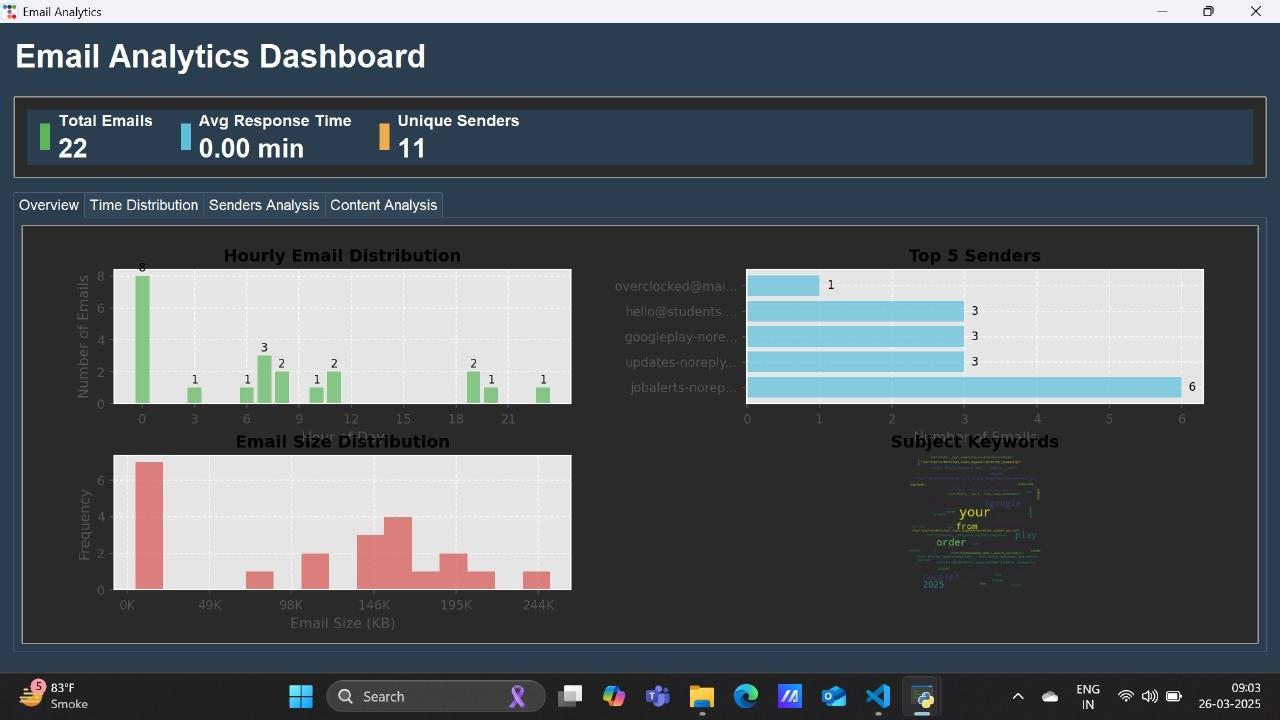 Email Analytics
Email Analytics Dashboard
Total Emails
22
Avg Response Time
0.00 min
Unique Senders
11
Overview
Time Distribution
Senders Analysis
Content Analysis
Hourly Email Distribution
Number of Emails
8
6
4
2
0
8
1
1
3
2
1
2
2
1
1
0 3 6 9 12 15 18 21
Hour of Day
Top 5 Senders
overclocked@mai... 1
hello@students.... 3
googleplay-nore... 3
updates-noreply... 3
jobalerts-norep... 6
0 1 2 3 4 5 6
Number of Emails
Email Size Distribution
Frequency
6
4
2
0
0K 49K 98K 146K 195K 244K
Email Size (KB)
Subject Keywords
google
your
from
play
order
receipt
2025
5
83°F
Smoke
Search
ENG
IN
09:03
26-03-2025